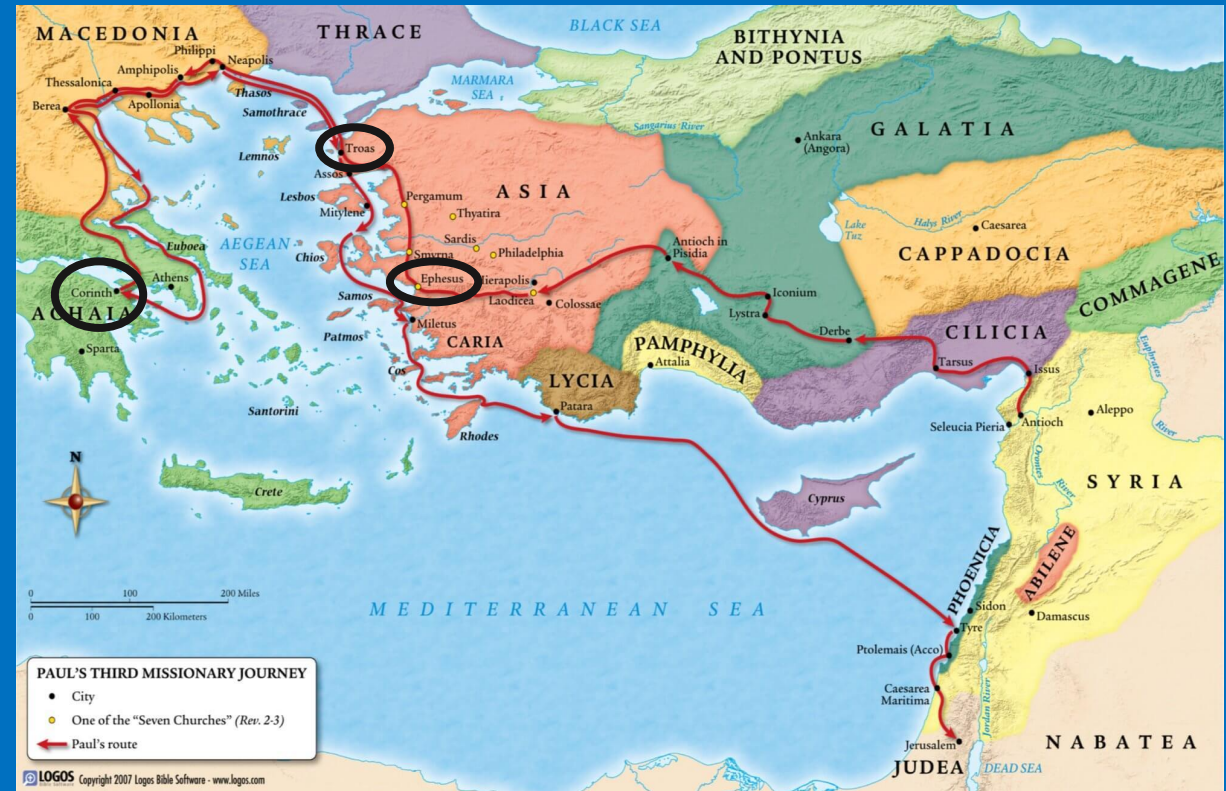 MACEDONIA
THRACE
BLACK SEA
BITHYNIA
AND PONTUS
Philippi
Neapolis
Amphipolis
Thessalonica
Apollonia
Berea
Thasos
Samothrace
MARMARA
SEA
Sangarius River
GALATIA
Ankara
(Angora)
Lemnos
Troas
Assos
Lesbos
Mitylene
Pergamum
ASIA
Thyatira
Halys River
Caesarea
Lake
Tuz
CAPPADOCIA
COMMAGENE
Euboea
AEGEAN
SEA
Chios
Smyrna
Sardis
Philadelphia
Antioch in
Pisidia
Athens
Corinth
ACHAIA
Sparta
Samos
Ephesus
Hierapolis
Laodicea
Colossae
Iconium
Lystra
Derbe
CILICIA
Tarsus
Issus
Euphrates
River
Patmos
Miletus
CARIA
PAMPHYLIA
Attalia
Cos
LYCIA
Patara
Santorini
Rhodes
Seleucia Pieria
Antioch
Aleppo
Orontes
River
N
Crete
Cyprus
SYRIA
PHOENICIA
ABILENE
0 100 200 Miles
0 100 200 Kilometers
MEDITERRANEAN SEA
Sidon
Damascus
Tyre
Ptolemais (Acco)
Caesarea
Maritima
Jordan River
Jerusalem
JUDEA
DEAD SEA
NABATEA
PAUL'S THIRD MISSIONARY JOURNEY
City
One of the "Seven Churches" (Rev. 2-3)
Paul's route
LOGOS Copyright 2007 Logos Bible Software - www.logos.com